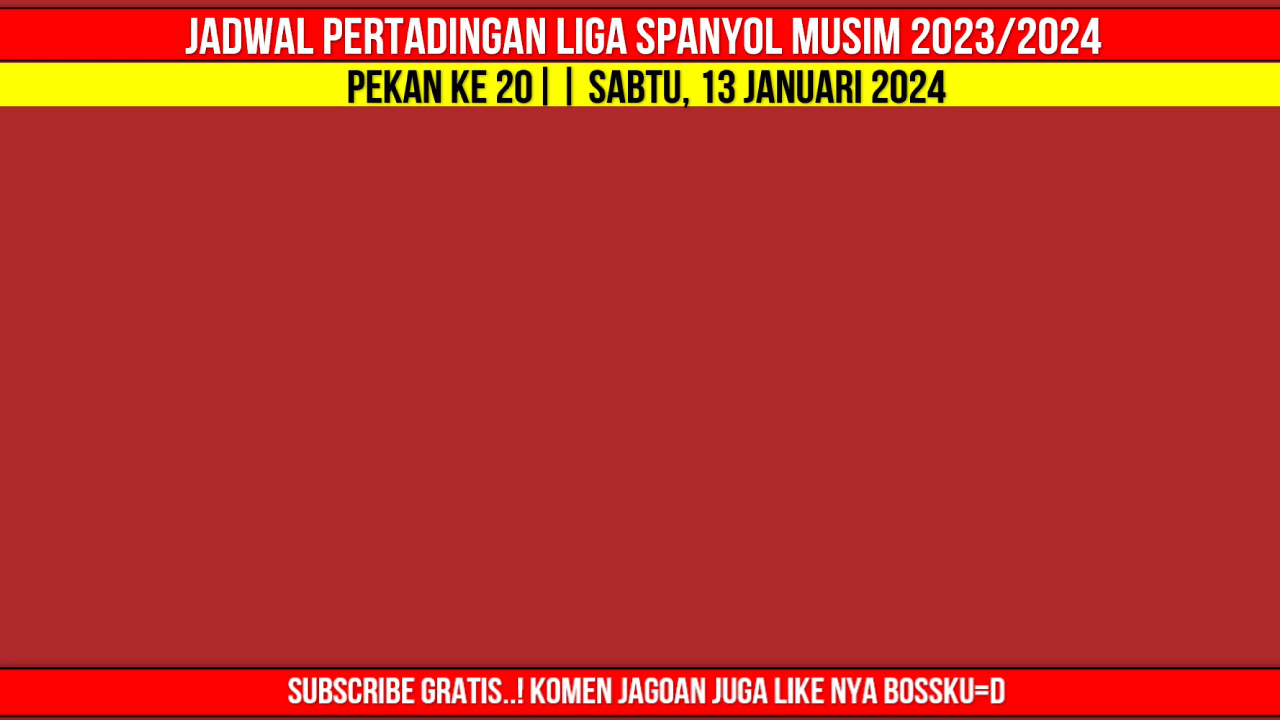 JADWAL PERTADINGAN LIGA SPANYOL MUSIM 2023/2024
PEKAN KE 20 | | SABTU, 13 JANUARI 2024
SUBSCRIBE GRATIS..! KOMEN JAGOAN JUGA LIKE NYA BOSSKU=D